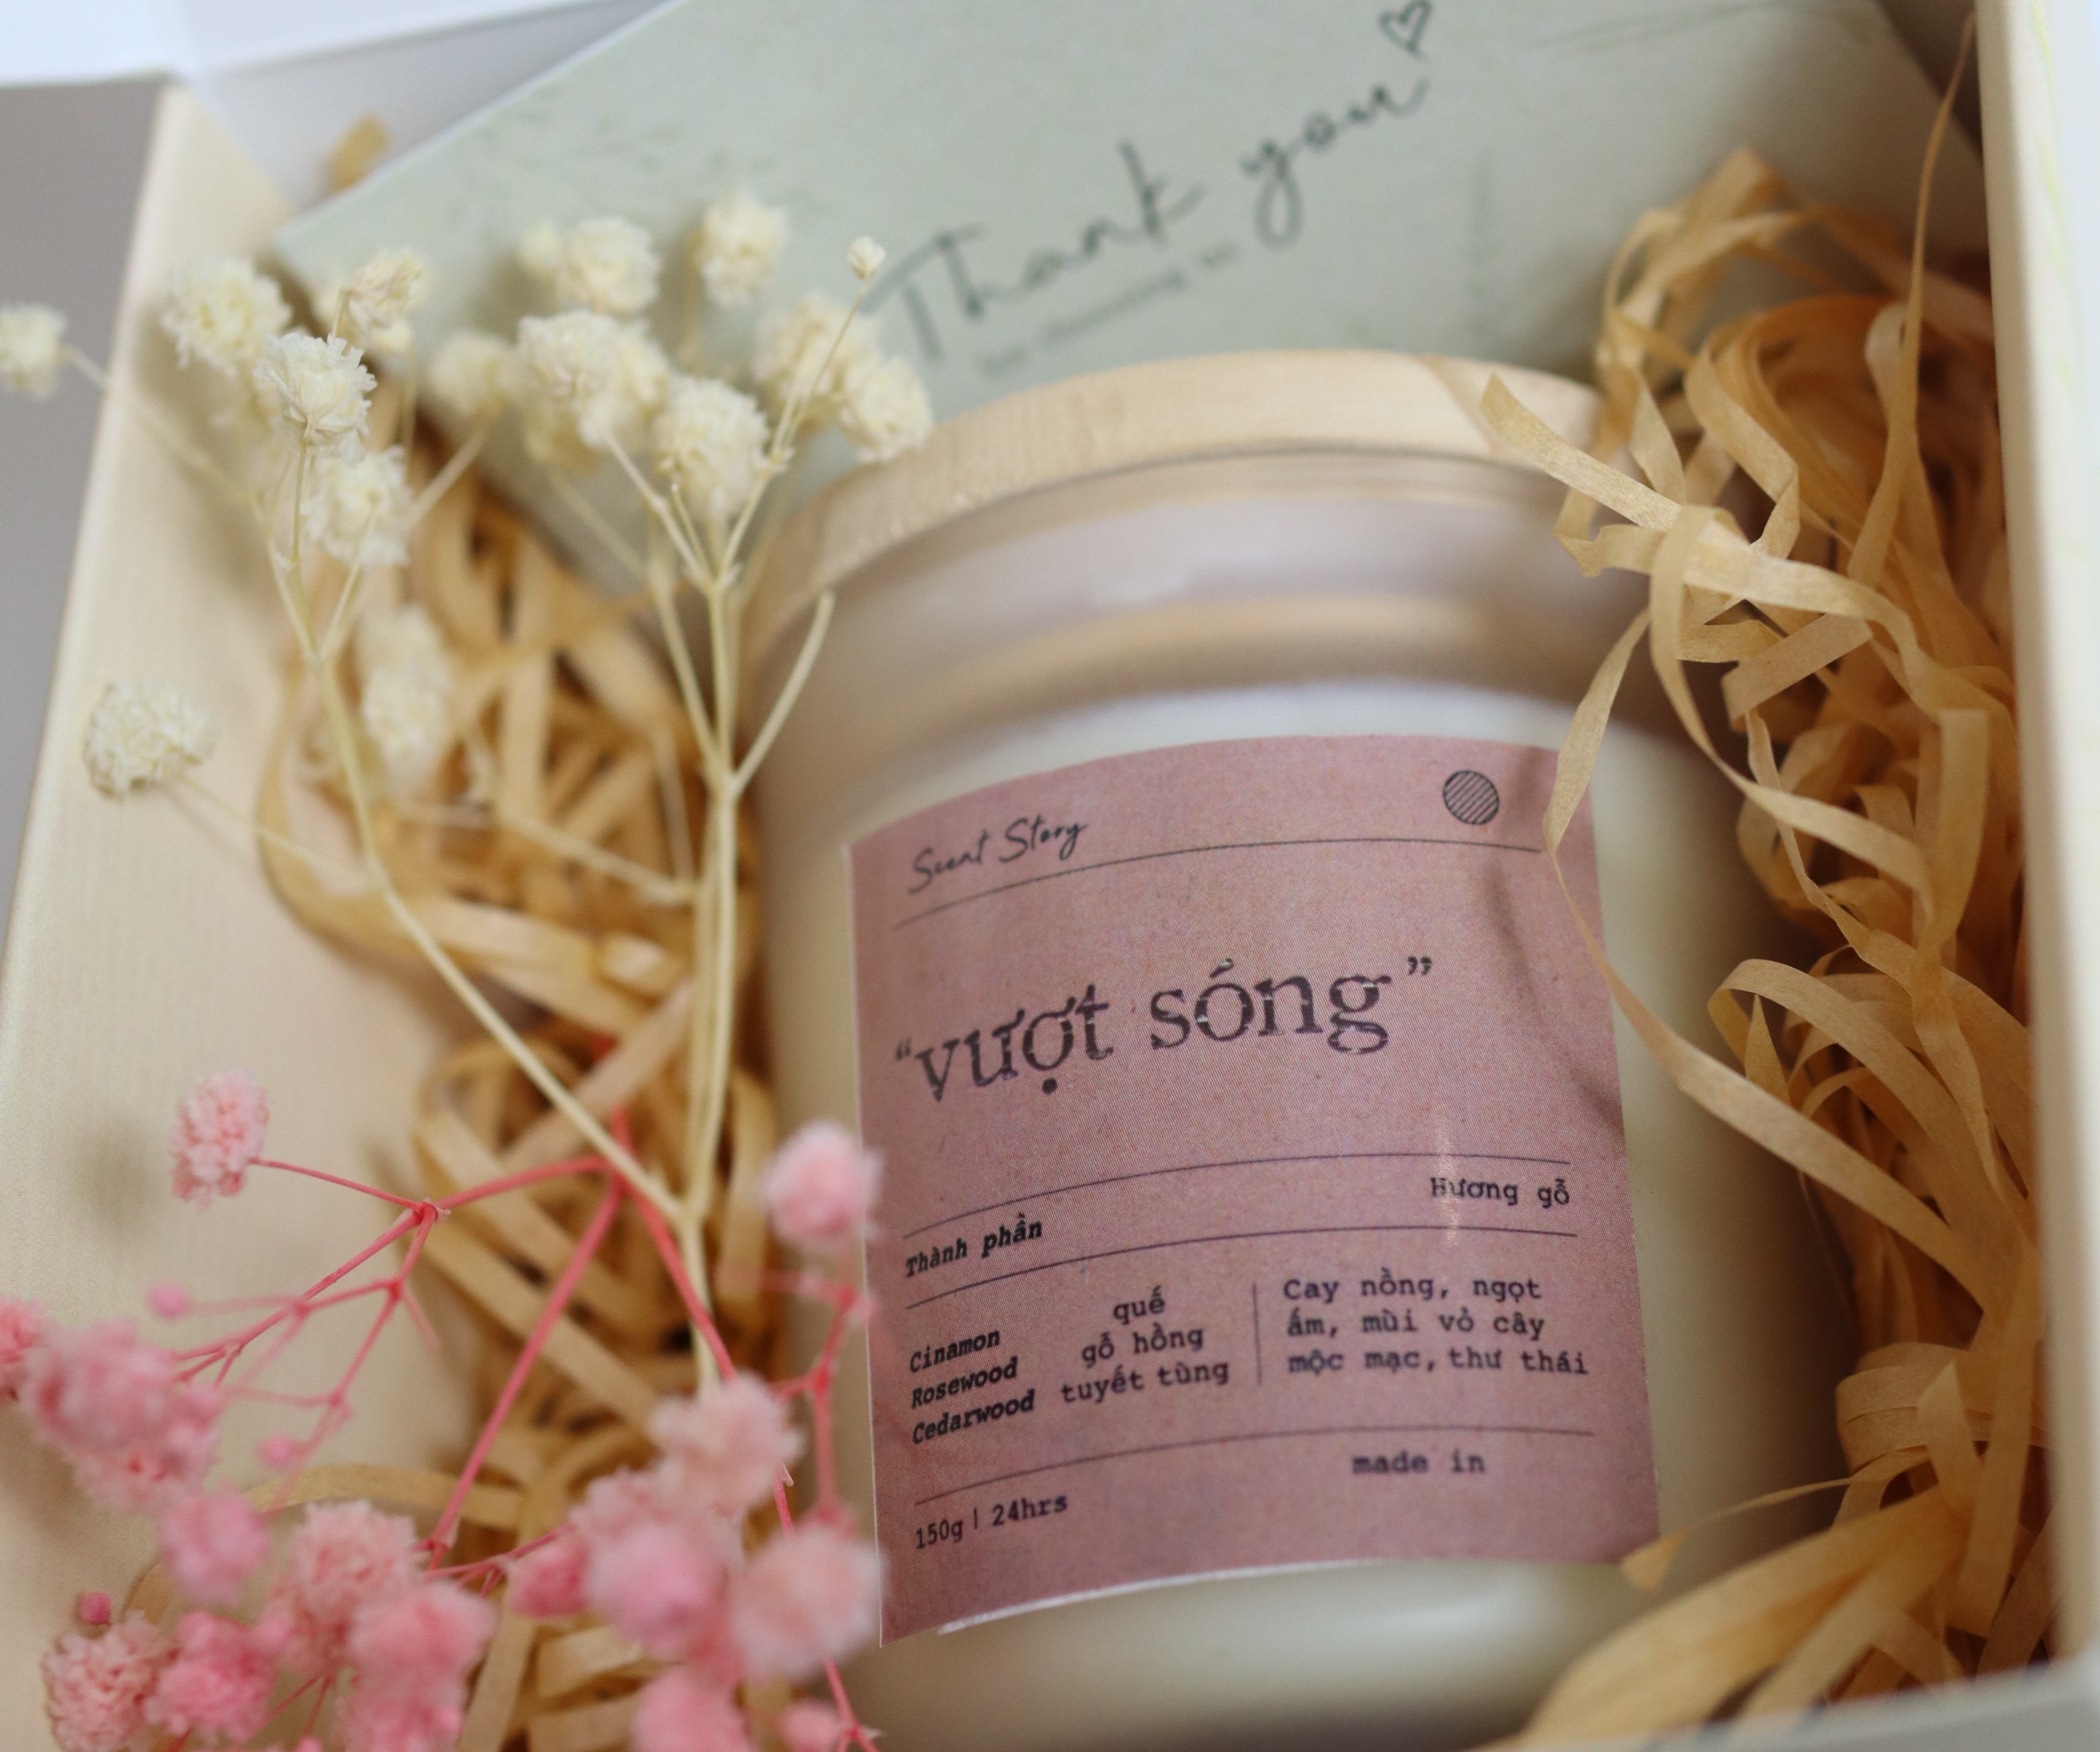 Thank you
Scent Story
“vượt sóng”
Hương gỗ
Thành phần
Cinamon
Rosewood
Cedarwood
quế
gỗ hồng
tuyết tùng
Cay nồng, ngọt
ấm, mùi vỏ cây
mộc mạc, thư thái
150g | 24hrs
made in